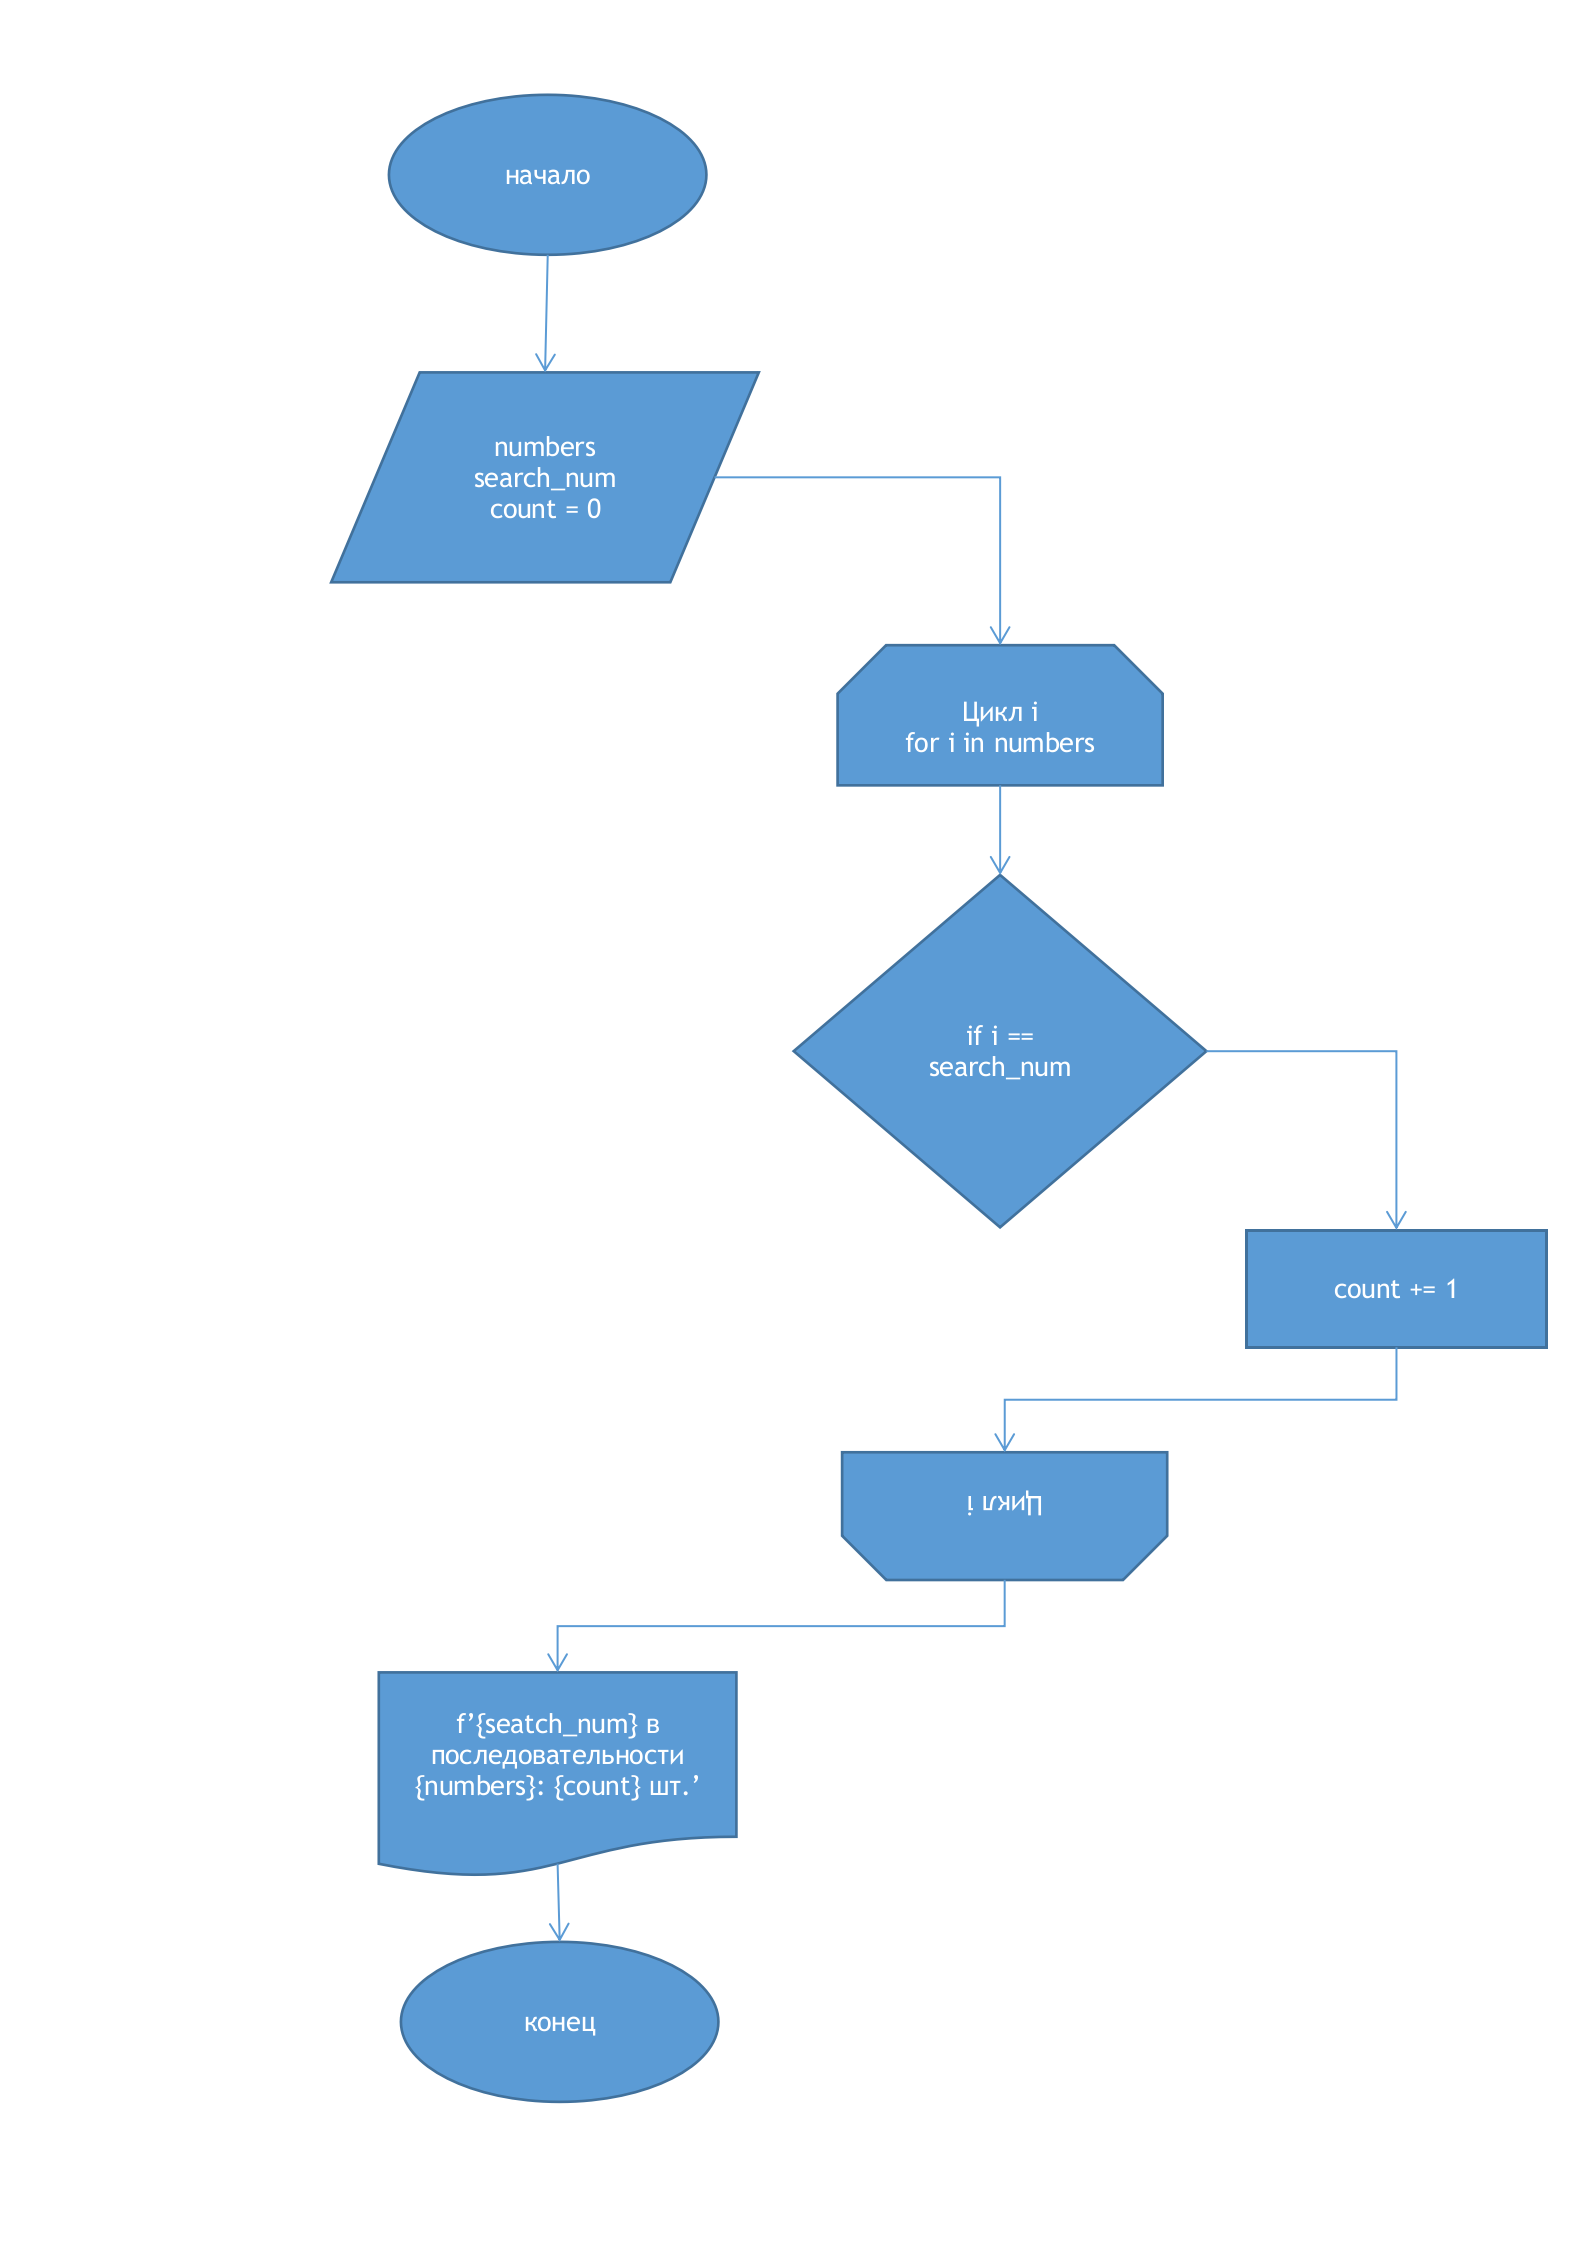 начало
numbers
search_num
count = 0
Цикл i
for i in numbers
if i ==
search_num
count += 1
Цикл i
f’{seatch_num} в
последовательности
{numbers}: {count} шт.’
конец